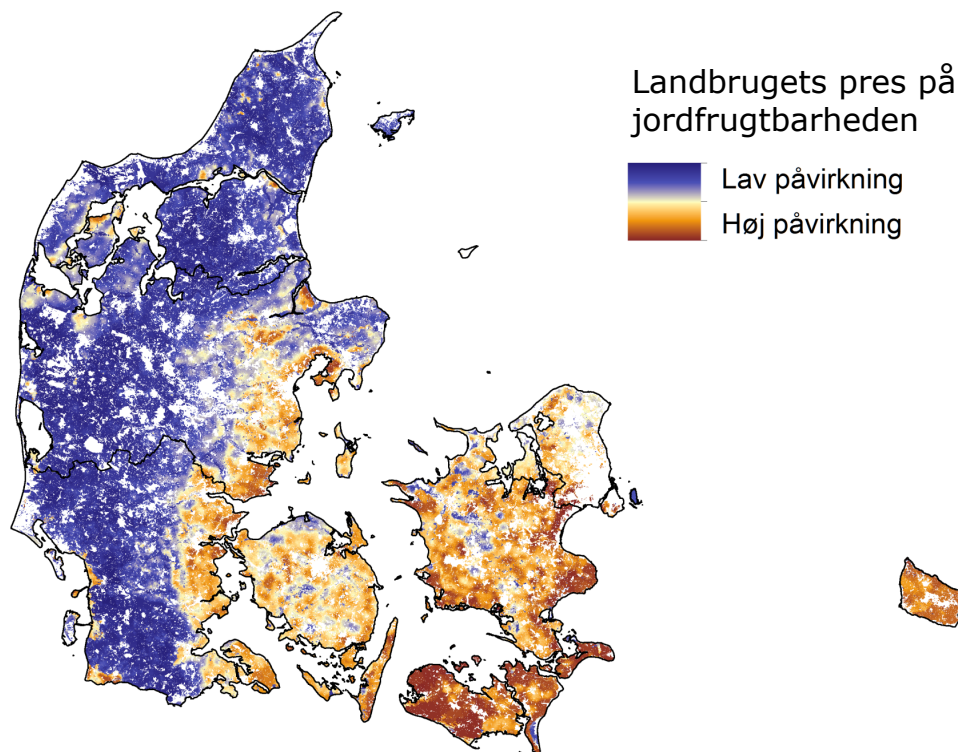 Landbrugets pres på
jordfrugtbarheden
Lav påvirkning
Høj påvirkning